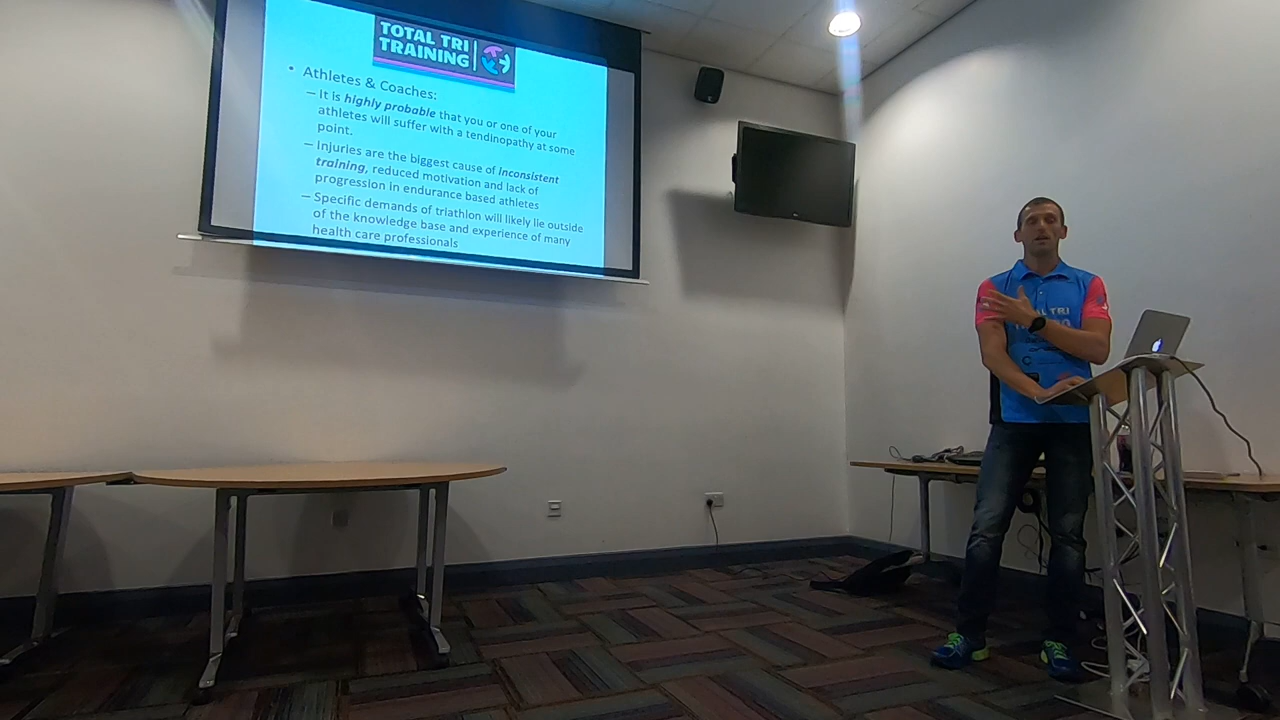 TOTAL TRI
TRAINING
• Athletes & Coaches:
– It is highly probable that you or one of your
athletes will suffer with a tendinopathy at some
point.
– Injuries are the biggest cause of inconsistent
training, reduced motivation and lack of
progression in endurance based athletes
– Specific demands of triathlon will likely lie outside
of the knowledge base and experience of many
health care professionals
TRI